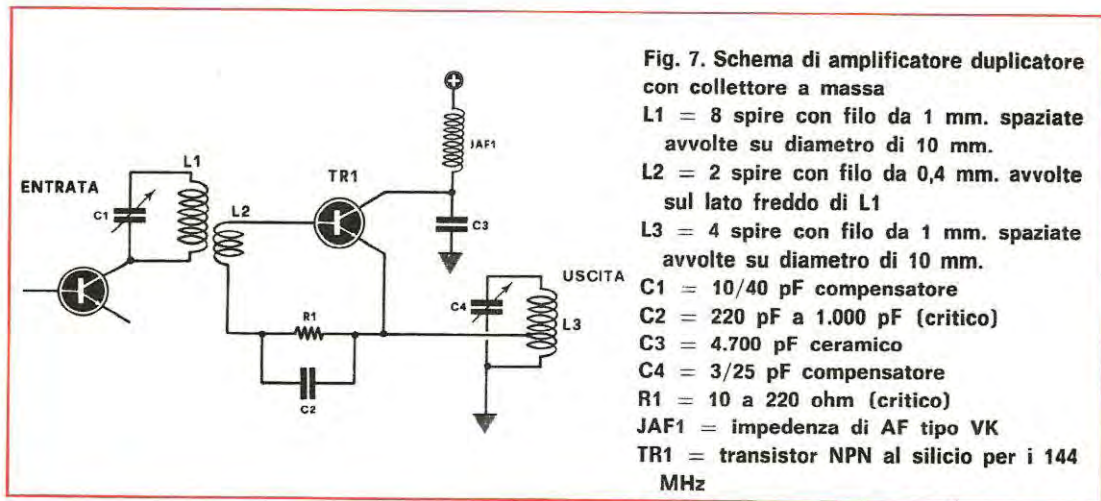 ENTRATA
L1
C1
L2
TR1
JAF1
C3
R1
C2
C4
USCITA
L3
Fig. 7. Schema di amplificatore duplicatore
con collettore a massa
L1 = 8 spire con filo da 1 mm. spaziate
avvolte su diametro di 10 mm.
L2 = 2 spire con filo da 0,4 mm. avvolte
sul lato freddo di L1
L3 = 4 spire con filo da 1 mm. spaziate
avvolte su diametro di 10 mm.
C1 = 10/40 pF compensatore
C2 = 220 pF a 1.000 pF (critico)
C3 = 4.700 pF ceramico
C4 = 3/25 pF compensatore
R1 = 10 a 220 ohm (critico)
JAF1 = impedenza di AF tipo VK
TR1 = transistor NPN al silicio per i 144
MHz